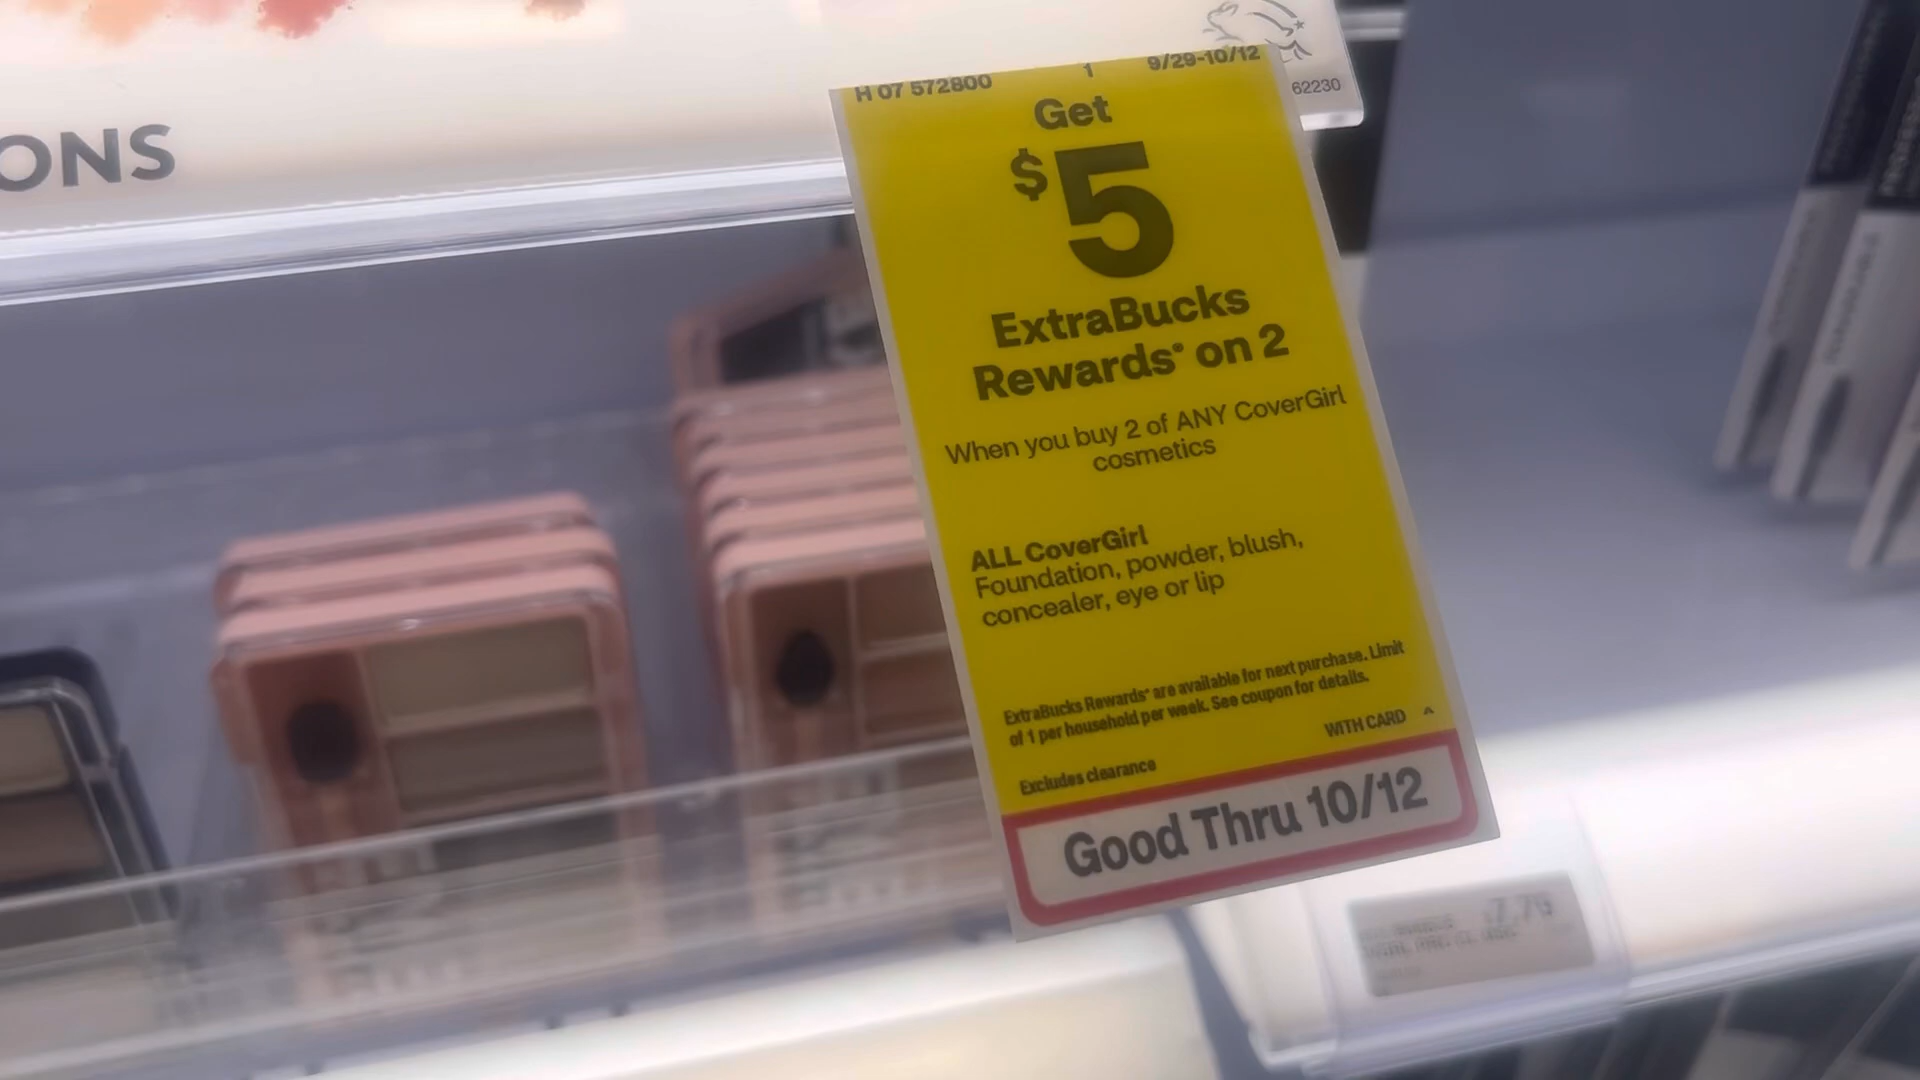 ONS
62230
H 07 572800 1 9/29-10/12
Get
$5
ExtraBucks
Rewards® on 2
When you buy 2 of ANY CoverGirl
cosmetics
ALL CoverGirl
Foundation, powder, blush,
concealer, eye or lip
ExtraBucks Rewards® are available for next purchase. Limit
of 1 per household per week. See coupon for details.
WITH CARD
Excludes clearance
Good Thru 10/12